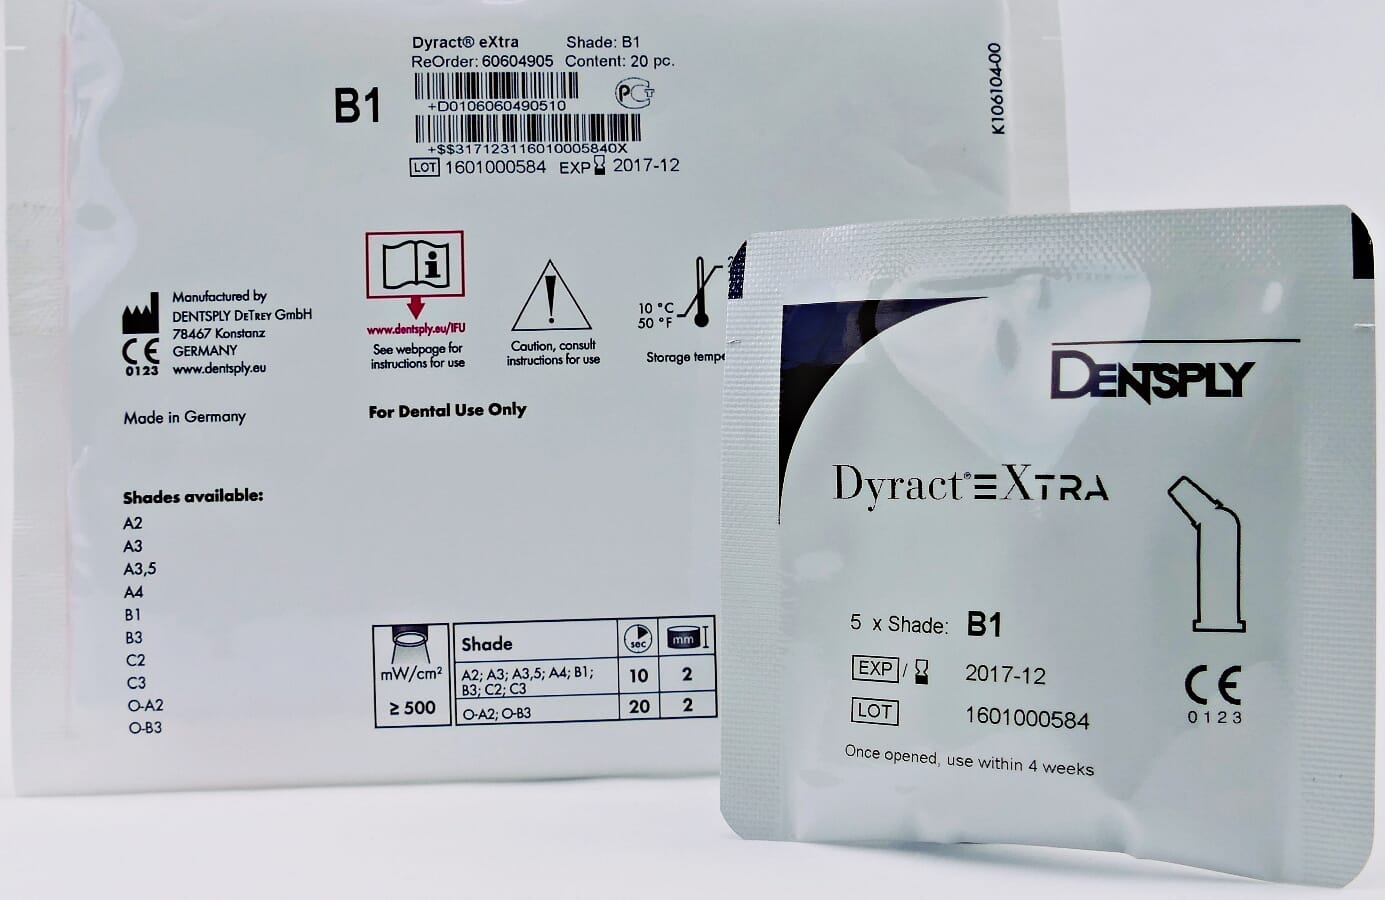 Dyract® eXtra Shade: B1
ReOrder: 60604905 Content: 20 pc.
B1
+D0106060490510
+$$317123116010005840X
LOT 1601000584 EXP 2017-12
K106104-00
Manufactured by
DENTSPLY DeTrey GmbH
78467 Konstanz
GERMANY
www.dentsply.eu
CE
0123
Made in Germany
www.dentsply.eu/IFU
See webpage for
instructions for use
Caution, consult
instructions for use
10 °C
50 °F
Storage tempe
For Dental Use Only
Shades available:
A2
A3
A3,5
A4
B1
B3
C2
C3
O-A2
O-B3
mW/cm²
≥ 500
Shade sec mm
A2; A3; A3,5; A4; B1;
B3; C2; C3 10 2
O-A2; O-B3 20 2
DENTSPLY
Dyract® eXTRA
5 x Shade: B1
EXP / 2017-12
LOT 1601000584
CE
0123
Once opened, use within 4 weeks